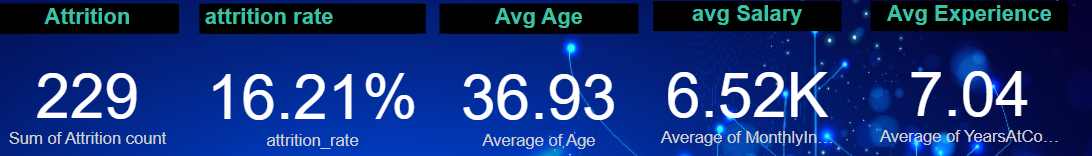 Attrition
attrition rate
Avg Age
avg Salary
Avg Experience
229
16.21%
36.93
6.52K
7.04
Sum of Attrition count
attrition_rate
Average of Age
Average of MonthlyIn...
Average of YearsAtCo...